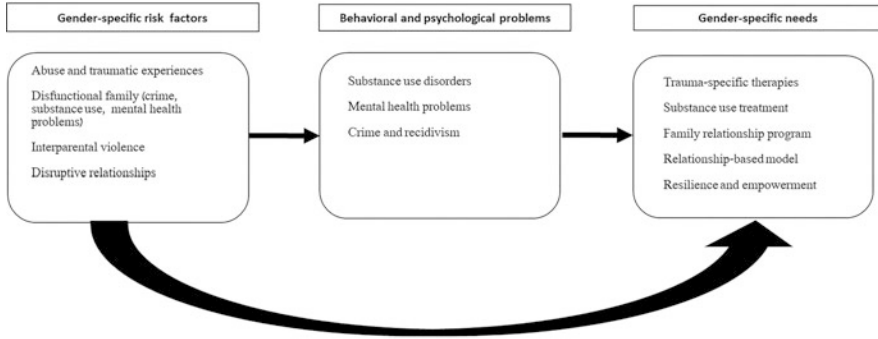 Gender-specific risk factors
Behavioral and psychological problems
Gender-specific needs
Abuse and traumatic experiences
Disfunctional family (crime,
substance use, mental health
problems)
Interparental violence
Disruptive relationships
Substance use disorders
Mental health problems
Crime and recidivism
Trauma-specific therapies
Substance use treatment
Family relationship program
Relationship-based model
Resilience and empowerment